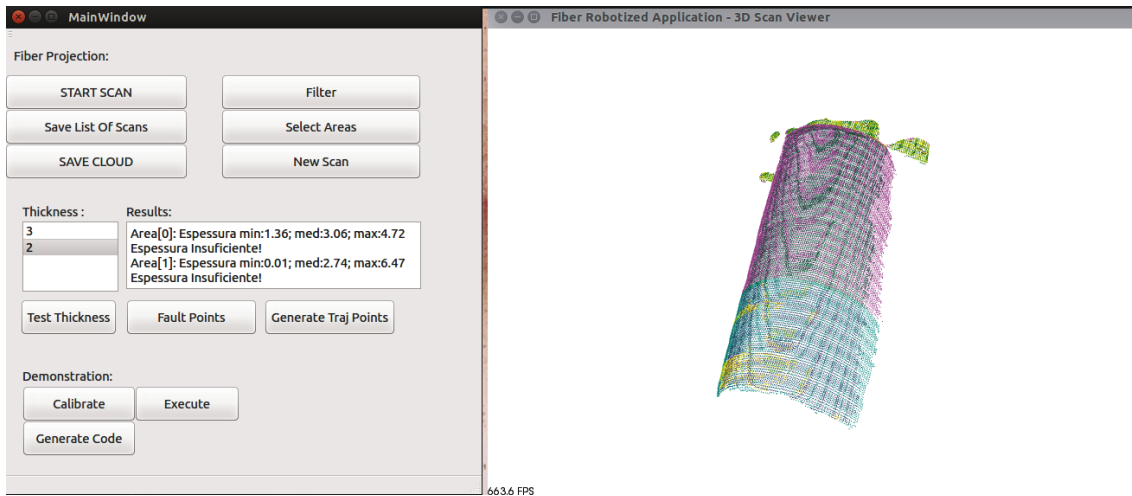 MainWindow
Fiber Robotized Application - 3D Scan Viewer
Fiber Projection:
START SCAN
Filter
Save List Of Scans
Select Areas
SAVE CLOUD
New Scan
Thickness :
Results:
3
2
Area[0]: Espessura min:1.36; med:3.06; max:4.72
Espessura Insuficiente!
Area[1]: Espessura min:0.01; med:2.74; max:6.47
Espessura Insuficiente!
Test Thickness
Fault Points
Generate Traj Points
Demonstration:
Calibrate
Execute
Generate Code
663.6 FPS